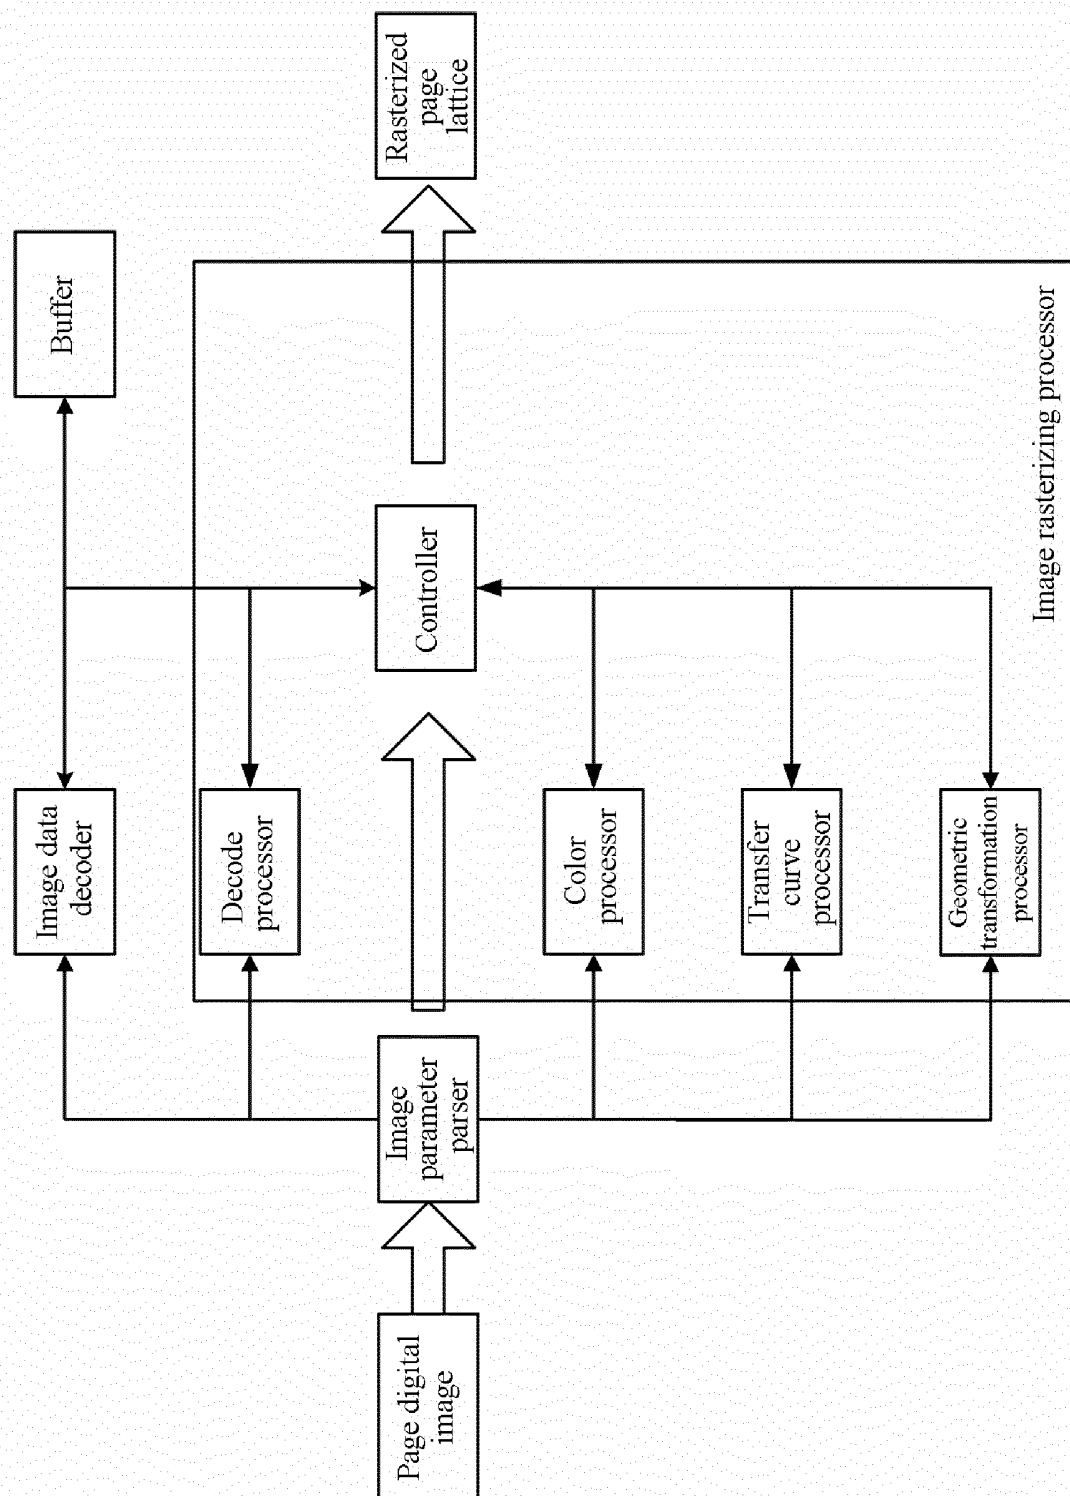 Page digital
image
Image
parameter
parser
Image data
decoder
Decode
processor
Color
processor
Transfer
curve
processor
Geometric
transformation
processor
Controller
Buffer
Rasterized
page
lattice
Image rasterizing processor